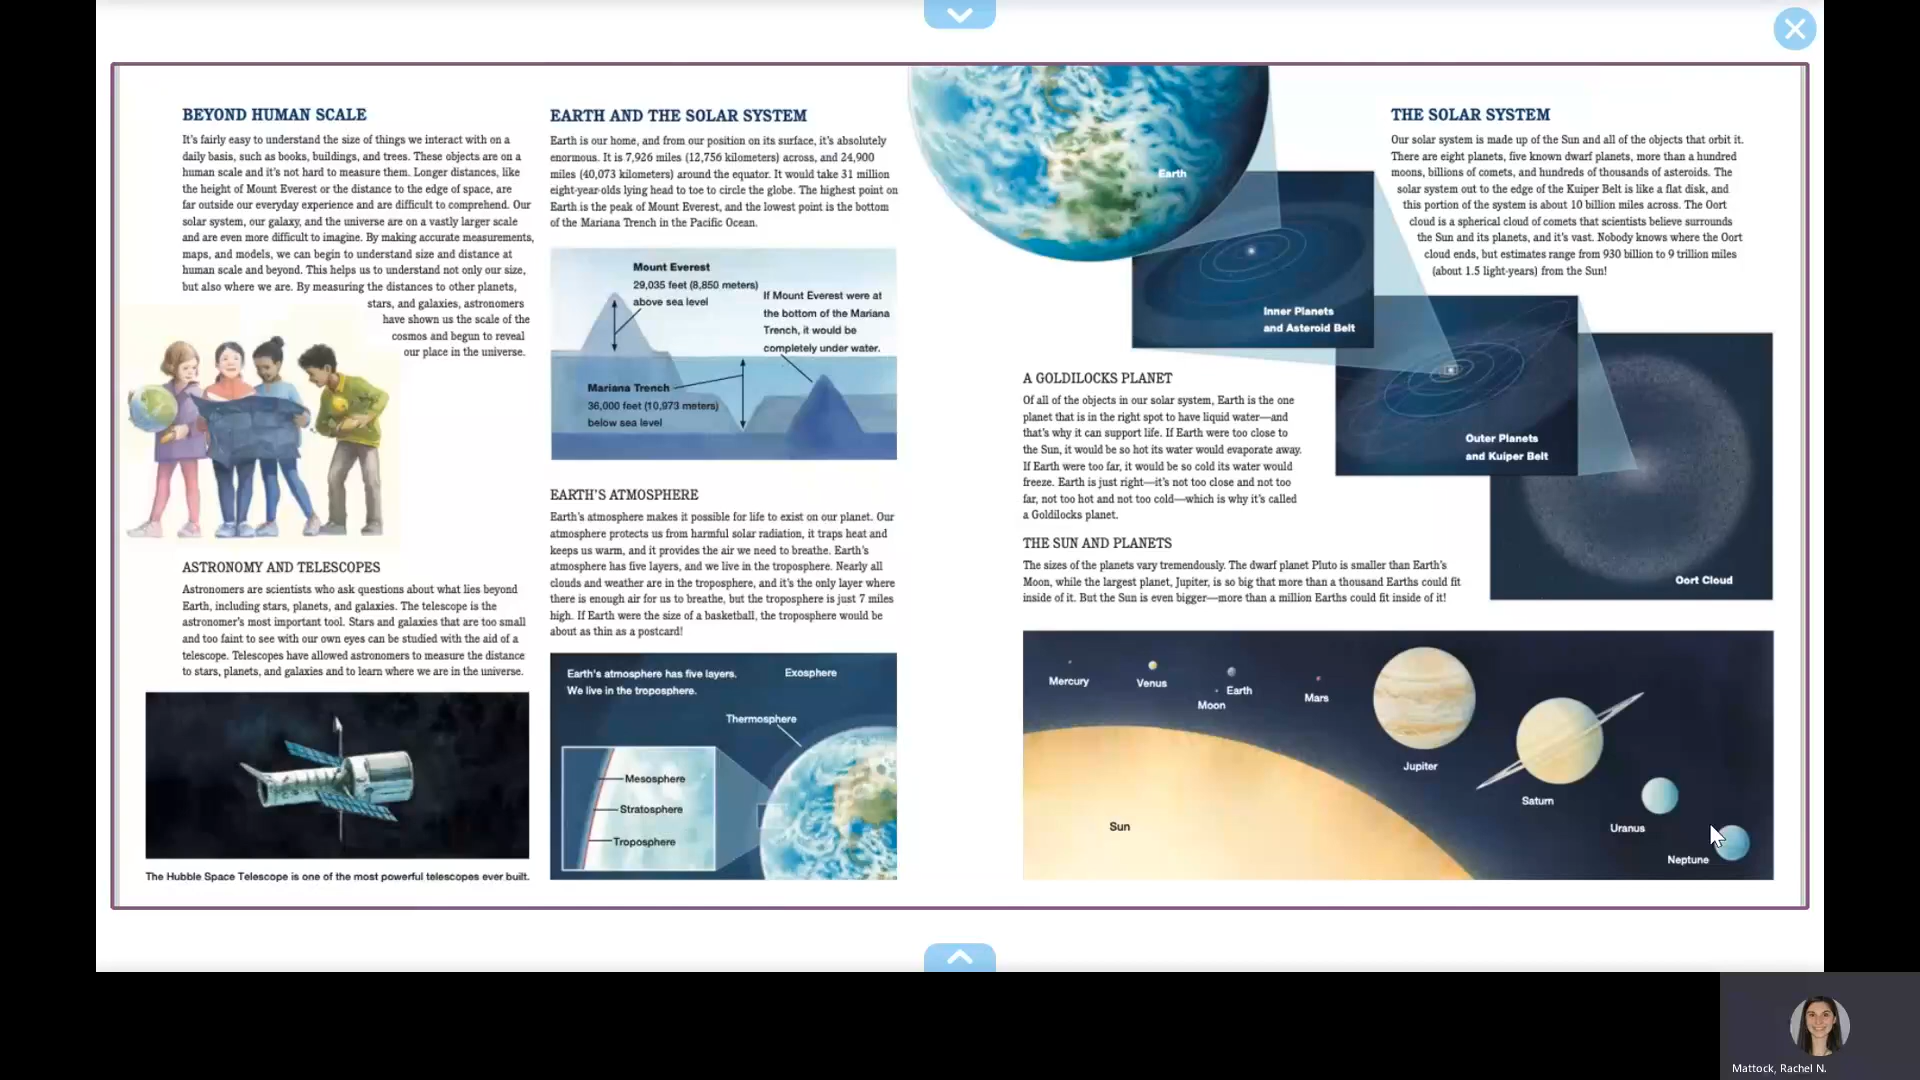 BEYOND HUMAN SCALE
It's fairly easy to understand the size of things we interact with on a
daily basis, such as books, buildings, and trees. These objects are on a
human scale and it's not hard to measure them. Longer distances, like
the height of Mount Everest or the distance to the edge of space, are
far outside our everyday experience and are difficult to comprehend. Our
solar system, our galaxy, and the universe are on a vastly larger scale
and are even more difficult to imagine. By making accurate measurements,
maps, and models, we can begin to understand size and distance at
human scale and beyond. This helps us to understand not only our size,
but also where we are. By measuring the distances to other planets,
stars, and galaxies, astronomers
have shown us the scale of the
cosmos and begun to reveal
our place in the universe.
ASTRONOMY AND TELESCOPES
Astronomers are scientists who ask questions about what lies beyond
Earth, including stars, planets, and galaxies. The telescope is the
astronomer's most important tool. Stars and galaxies that are too small
and too faint to see with our own eyes can be studied with the aid of a
telescope. Telescopes have allowed astronomers to measure the distance
to stars, planets, and galaxies and to learn where we are in the universe.
The Hubble Space Telescope is one of the most powerful telescopes ever built.
EARTH AND THE SOLAR SYSTEM
Earth is our home, and from our position on its surface, it's absolutely
enormous. It is 7,926 miles (12,756 kilometers) across, and 24,900
miles (40,073 kilometers) around the equator. It would take 31 million
eight-year-olds lying head to toe to circle the globe. The highest point on
Earth is the peak of Mount Everest, and the lowest point is the bottom
of the Mariana Trench in the Pacific Ocean.
Mount Everest
29,035 feet (8,850 meters)
above sea level
If Mount Everest were at
the bottom of the Mariana
Trench, it would be
completely under water.
Mariana Trench
36,000 feet (10,973 meters)
below sea level
EARTH'S ATMOSPHERE
Earth's atmosphere makes it possible for life to exist on our planet. Our
atmosphere protects us from harmful solar radiation, it traps heat and
keeps us warm, and it provides the air we need to breathe. Earth's
atmosphere has five layers, and we live in the troposphere. Nearly all
clouds and weather are in the troposphere, and it's the only layer where
there is enough air for us to breathe, but the troposphere is just 7 miles
high. If Earth were the size of a basketball, the troposphere would be
about as thin as a postcard!
Earth's atmosphere has five layers.
We live in the troposphere.
Exosphere
Thermosphere
Mesosphere
Stratosphere
Troposphere
Earth
Inner Planets
and Asteroid Belt
Outer Planets
and Kuiper Belt
Oort Cloud
THE SOLAR SYSTEM
Our solar system is made up of the Sun and all of the objects that orbit it.
There are eight planets, five known dwarf planets, more than a hundred
moons, billions of comets, and hundreds of thousands of asteroids. The
solar system out to the edge of the Kuiper Belt is like a flat disk, and
this portion of the system is about 10 billion miles across. The Oort
cloud is a spherical cloud of comets that scientists believe surrounds
the Sun and its planets, and it's vast. Nobody knows where the Oort
cloud ends, but estimates range from 930 billion to 9 trillion miles
(about 1.5 light-years) from the Sun!
A GOLDILOCKS PLANET
Of all of the objects in our solar system, Earth is the one
planet that is in the right spot to have liquid water—and
that's why it can support life. If Earth were too close to
the Sun, it would be so hot its water would evaporate away.
If Earth were too far, it would be so cold its water would
freeze. Earth is just right—it's not too close and not too
far, not too hot and not too cold—which is why it's called
a Goldilocks planet.
THE SUN AND PLANETS
The sizes of the planets vary tremendously. The dwarf planet Pluto is smaller than Earth's
Moon, while the largest planet, Jupiter, is so big that more than a thousand Earths could fit
inside of it. But the Sun is even bigger—more than a million Earths could fit inside of it!
Mercury
Venus
Earth
Moon
Mars
Jupiter
Saturn
Uranus
Neptune
Sun
Mattock, Rachel N.